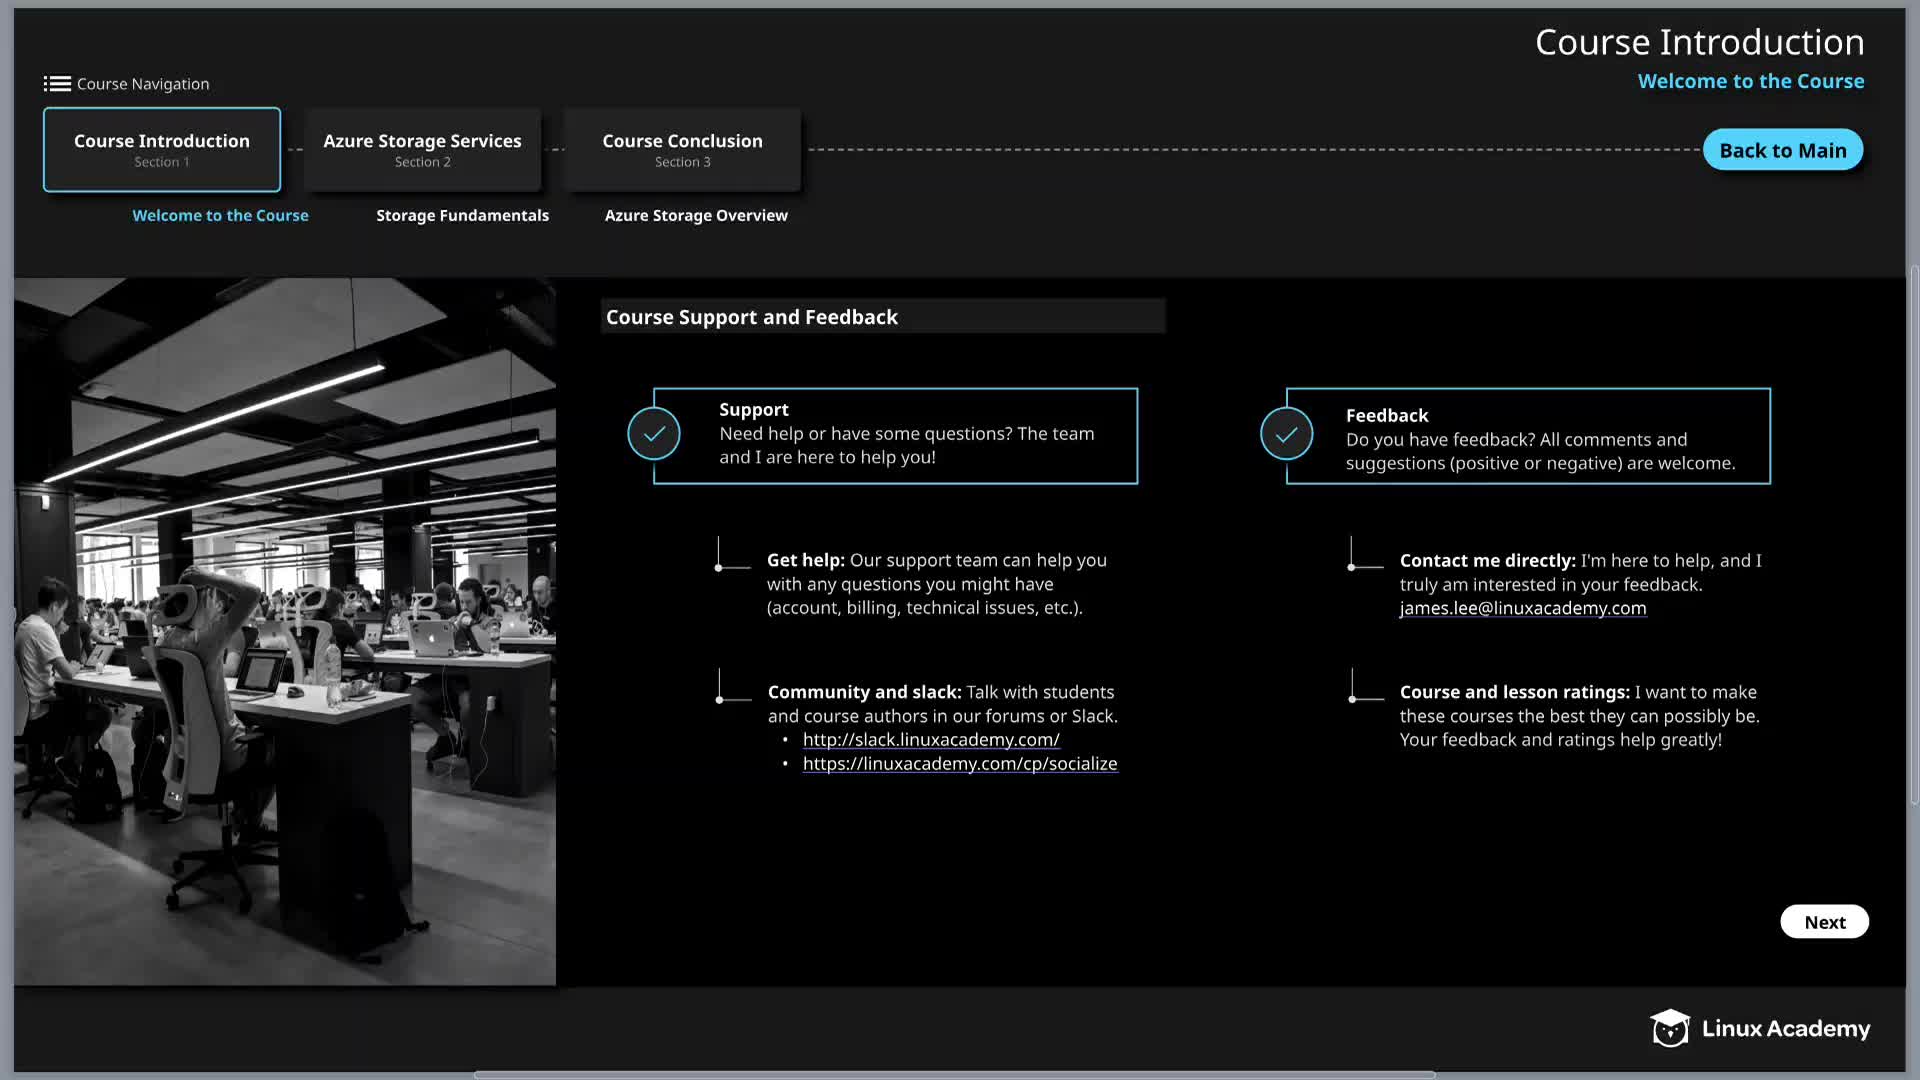 Course Introduction
Welcome to the Course
Course Navigation
Course Introduction
Section 1
Azure Storage Services
Section 2
Course Conclusion
Section 3
Back to Main
Welcome to the Course
Storage Fundamentals
Azure Storage Overview
Course Support and Feedback
Support
Need help or have some questions? The team
and I are here to help you!
Get help: Our support team can help you
with any questions you might have
(account, billing, technical issues, etc.).
Community and slack: Talk with students
and course authors in our forums or Slack.
• http://slack.linuxacademy.com/
• https://linuxacademy.com/cp/socialize
Feedback
Do you have feedback? All comments and
suggestions (positive or negative) are welcome.
Contact me directly: I'm here to help, and I
truly am interested in your feedback.
james.lee@linuxacademy.com
Course and lesson ratings: I want to make
these courses the best they can possibly be.
Your feedback and ratings help greatly!
Next
Linux Academy